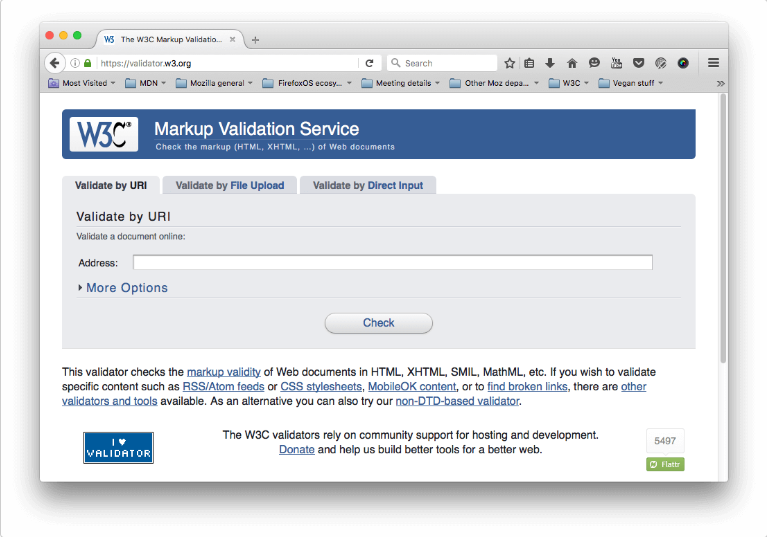 W3 The W3C Markup Validatio...
https://validator.w3.org
Search
Most Visited
MDN
Mozilla general
FirefoxOS ecosy...
Meeting details
Other Moz depa...
W3C
Vegan stuff
W3C®
Markup Validation Service
Check the markup (HTML, XHTML, ...) of Web documents
Validate by URI
Validate by File Upload
Validate by Direct Input
Validate by URI
Validate a document online:
Address:
More Options
Check
This validator checks the markup validity of Web documents in HTML, XHTML, SMIL, MathML, etc. If you wish to validate
specific content such as RSS/Atom feeds or CSS stylesheets, MobileOK content, or to find broken links, there are other
validators and tools available. As an alternative you can also try our non-DTD-based validator.
I ♥
VALIDATOR
The W3C validators rely on community support for hosting and development.
Donate and help us build better tools for a better web.
5497
Flattr